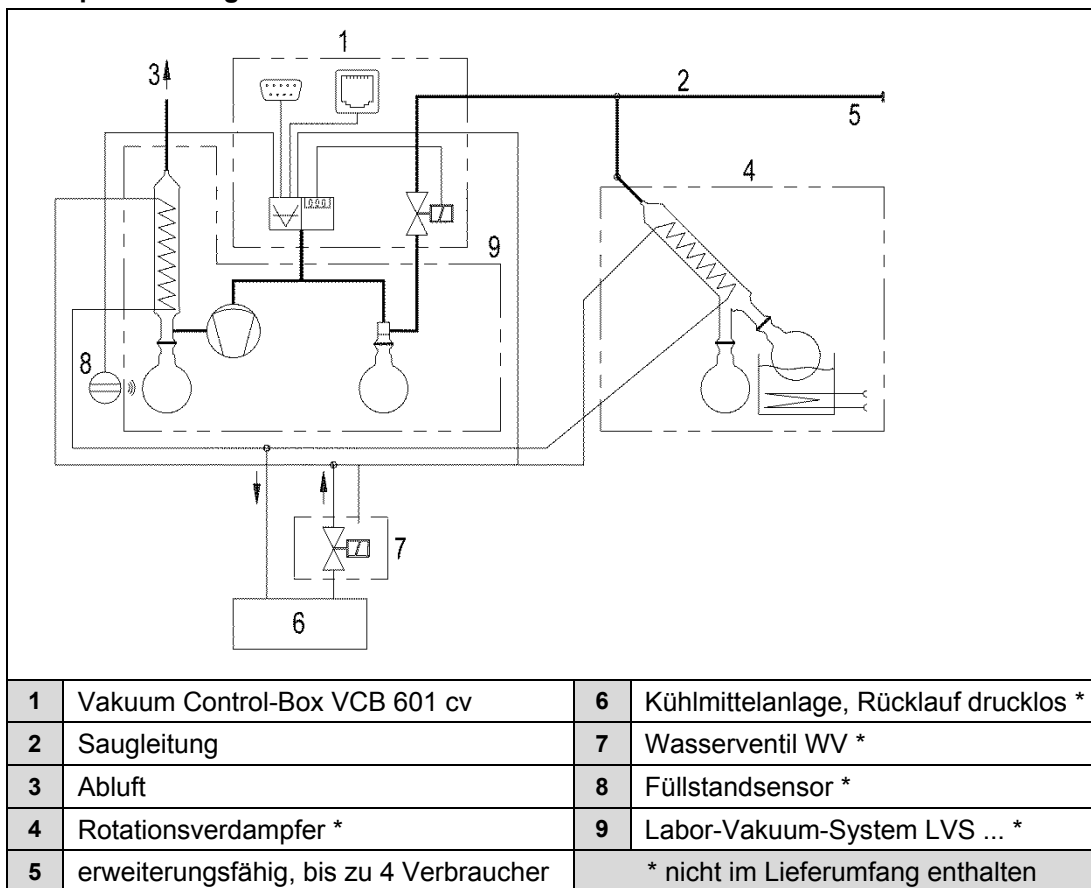 1
3
2
5
4
9
8
7
6
1 Vakuum Control-Box VCB 601 cv 6 Kühlmittelanlage, Rücklauf drucklos *
2 Saugleitung 7 Wasserventil WV *
3 Abluft 8 Füllstandsensor *
4 Rotationsverdampfer * 9 Labor-Vakuum-System LVS ... *
5 erweiterungsfähig, bis zu 4 Verbraucher * nicht im Lieferumfang enthalten